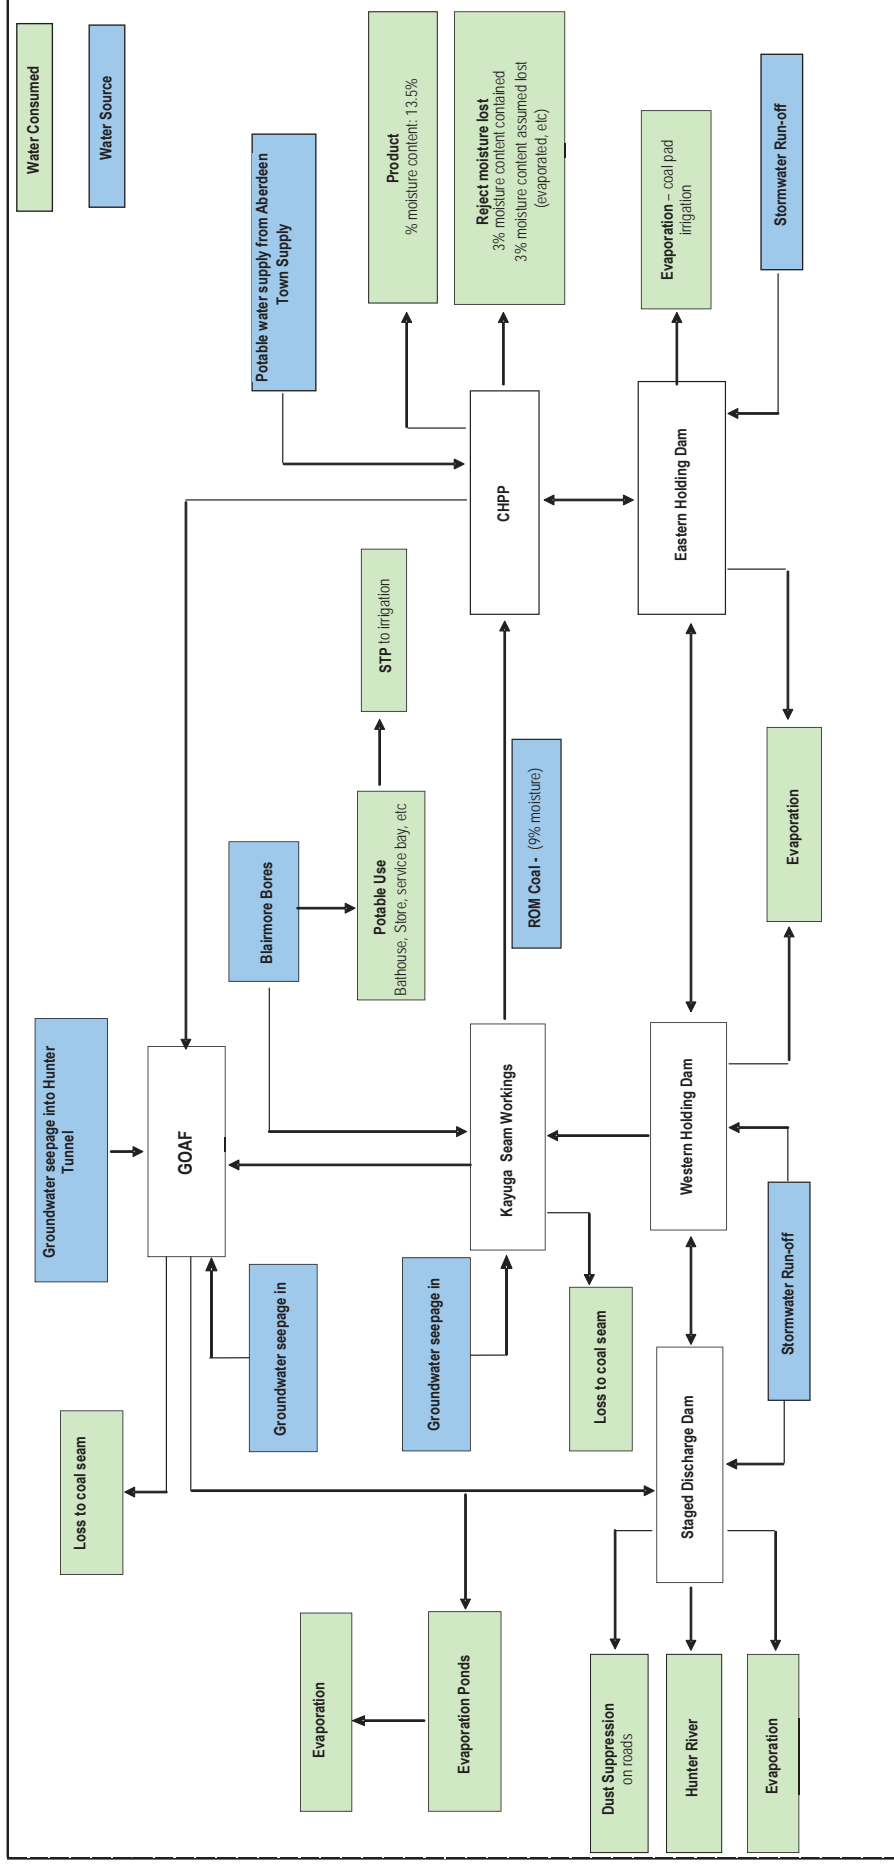 Water Consumed
Water Source
Groundwater seepage into Hunter
Tunnel
Potable water supply from Aberdeen
Town Supply
Loss to coal seam
GOAF
Blairmore Bores
Product
% moisture content: 13.5%
Groundwater seepage in
Potable Use
Bathouse, Store, service bay, etc
STP to irrigation
Reject moisture lost
3% moisture content contained
3% moisture content assumed lost
(evaporated, etc)
Evaporation
Evaporation Ponds
Groundwater seepage in
Kayuga Seam Workings
ROM Coal - (9% moisture)
CHPP
Loss to coal seam
Evaporation – coal pad
irrigation
Dust Suppression
on roads
Hunter River
Evaporation
Staged Discharge Dam
Western Holding Dam
Eastern Holding Dam
Stormwater Run-off
Evaporation
Stormwater Run-off